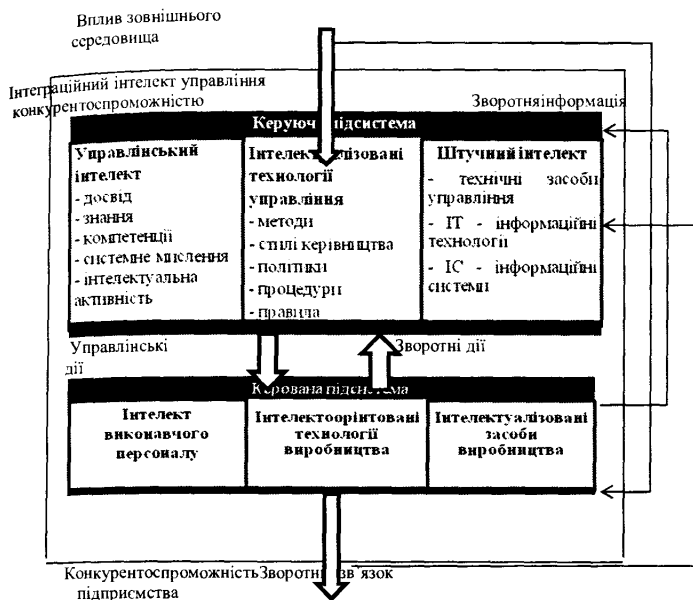 Вплив зовнішнього
середовища
Інтеграційний інтелект управління
конкурентоспроможністю
Зворотня інформація
Керуюча підсистема
Управлінський
інтелект
- досвід
- знання
- компетенції
- системне мислення
- інтелектуальна
активність
технології
управління
- методи
- стилі керівництва
- політики
- процедури
- правила
Штучний інтелект
- технічні засоби
управління
- ІТ - інформаційні
технології
- ІС - інформаційні
системи
Управлінські
дії
Зворотні дії
Керована підсистема
Інтелект
виконавчого
персоналу
Інтелектоорінтовані
технології
виробництва
Інтелектуалізовані
засоби
виробництва
Конкурентоспроможність
підприємства
зв`язок